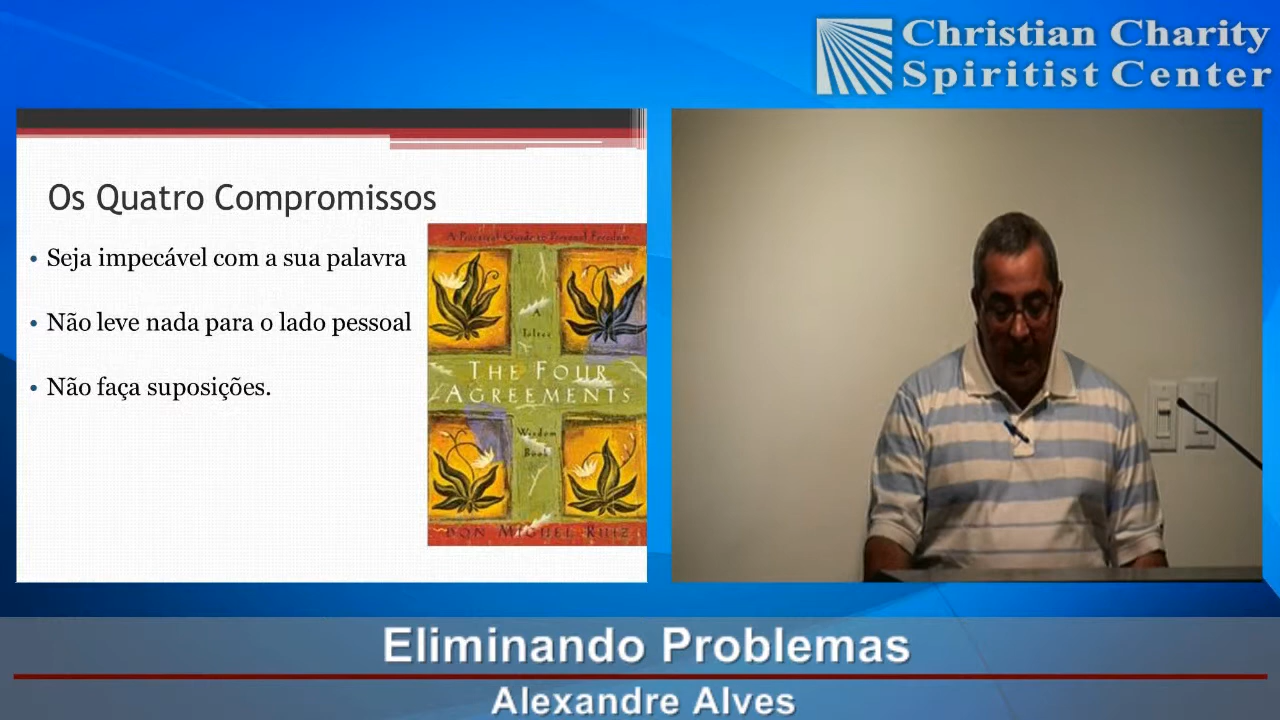 Christian Charity
Spiritist Center
Os Quatro Compromissos
• Seja impecável com a sua palavra
• Não leve nada para o lado pessoal
• Não faça suposições.
A Practical Guide to Personal Freedom
A
Toltec
THE FOUR
AGREEMENTS
Wisdom
Book
DON MIGUEL RUIZ
Eliminando Problemas
Alexandre Alves